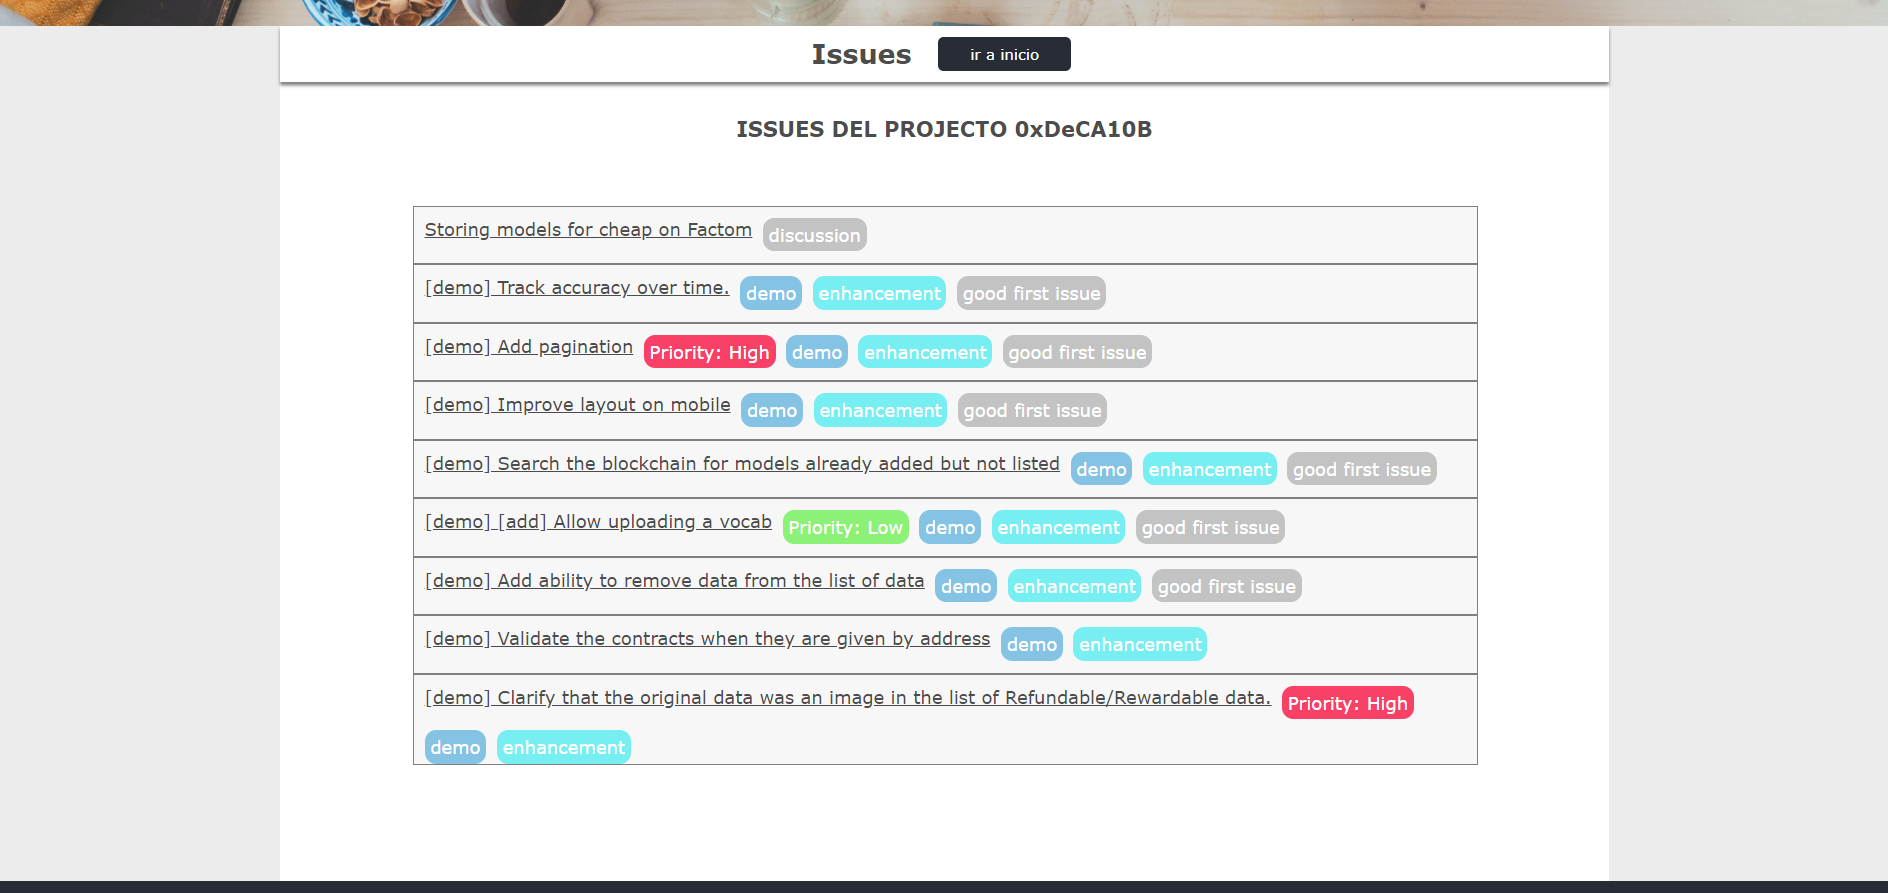 Issues ir a inicio
ISSUES DEL PROJECTO 0xDeCA10B
Storing models for cheap on Factom discussion
[demo] Track accuracy over time. demo enhancement good first issue
[demo] Add pagination Priority: High demo enhancement good first issue
[demo] Improve layout on mobile demo enhancement good first issue
[demo] Search the blockchain for models already added but not listed demo enhancement good first issue
[demo] [add] Allow uploading a vocab Priority: Low demo enhancement good first issue
[demo] Add ability to remove data from the list of data demo enhancement good first issue
[demo] Validate the contracts when they are given by address demo enhancement
[demo] Clarify that the original data was an image in the list of Refundable/Rewardable data. Priority: High
demo enhancement